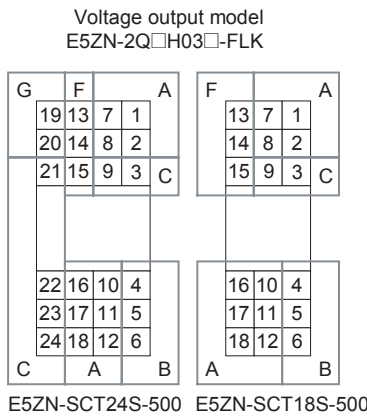 Voltage output model
E5ZN-2Q□H03□-FLK
G F A F A
19 13 7 1 13 7 1
20 14 8 2 14 8 2
21 15 9 3 C 15 9 3 C
22 16 10 4 16 10 4
23 17 11 5 17 11 5
24 18 12 6 18 12 6
C A B A B
E5ZN-SCT24S-500 E5ZN-SCT18S-500